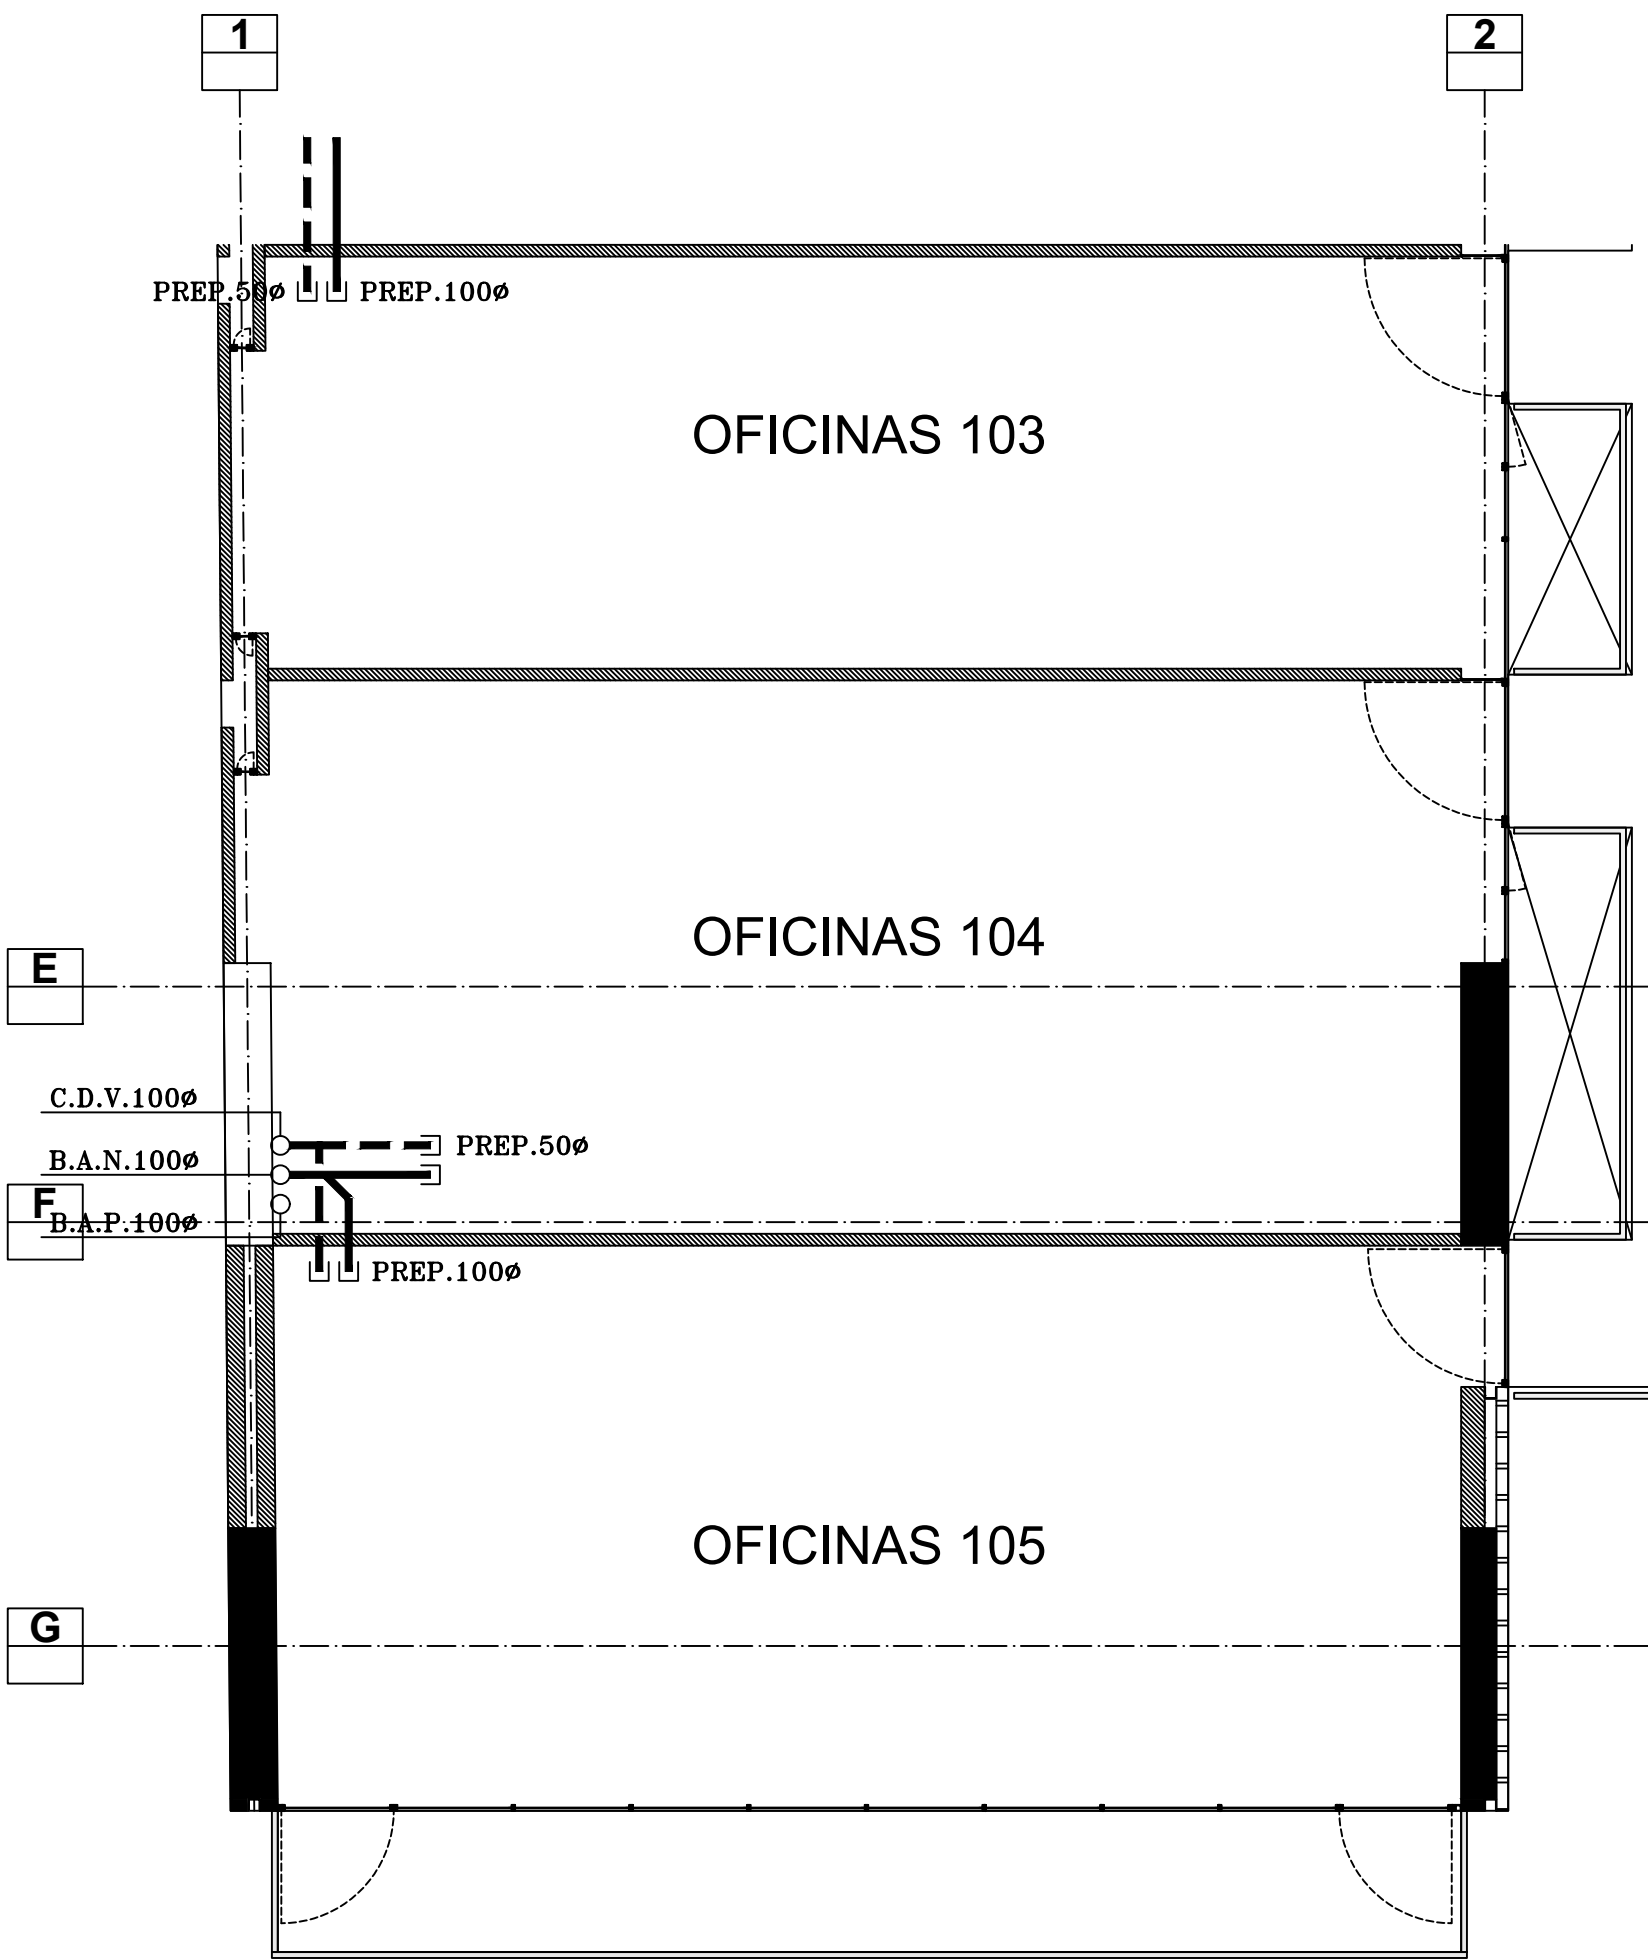 1
2
PREP.50ø
PREP.100ø
OFICINAS 103
OFICINAS 104
E
C.D.V.100ø
PREP.50ø
B.A.N.100ø
F
B.A.P.100ø
PREP.100ø
OFICINAS 105
G